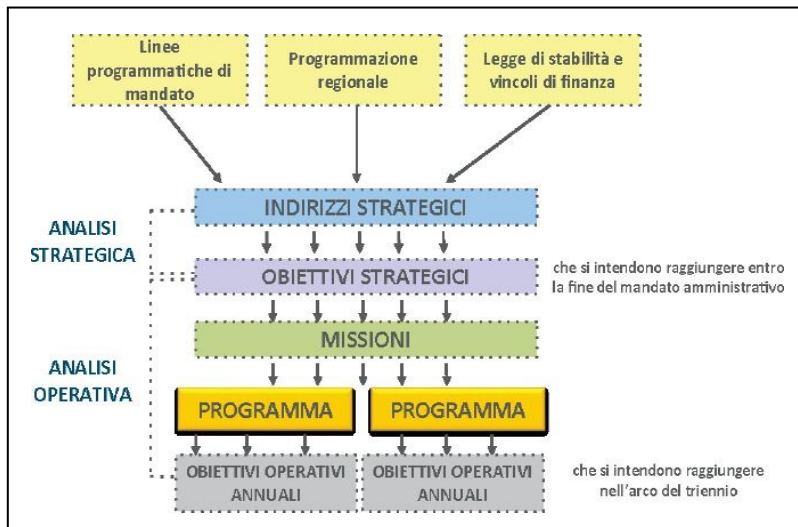 Linee
programmatiche di
mandato
Programmazione
regionale
Legge di stabilità e
vincoli di finanza
INDIRIZZI STRATEGICI
ANALISI
STRATEGICA
OBIETTIVI STRATEGICI
che si intendono raggiungere entro
la fine del mandato amministrativo
MISSIONI
ANALISI
OPERATIVA
PROGRAMMA
PROGRAMMA
OBIETTIVI OPERATIVI
ANNUALI
OBIETTIVI OPERATIVI
ANNUALI
che si intendono raggiungere
nell'arco del triennio